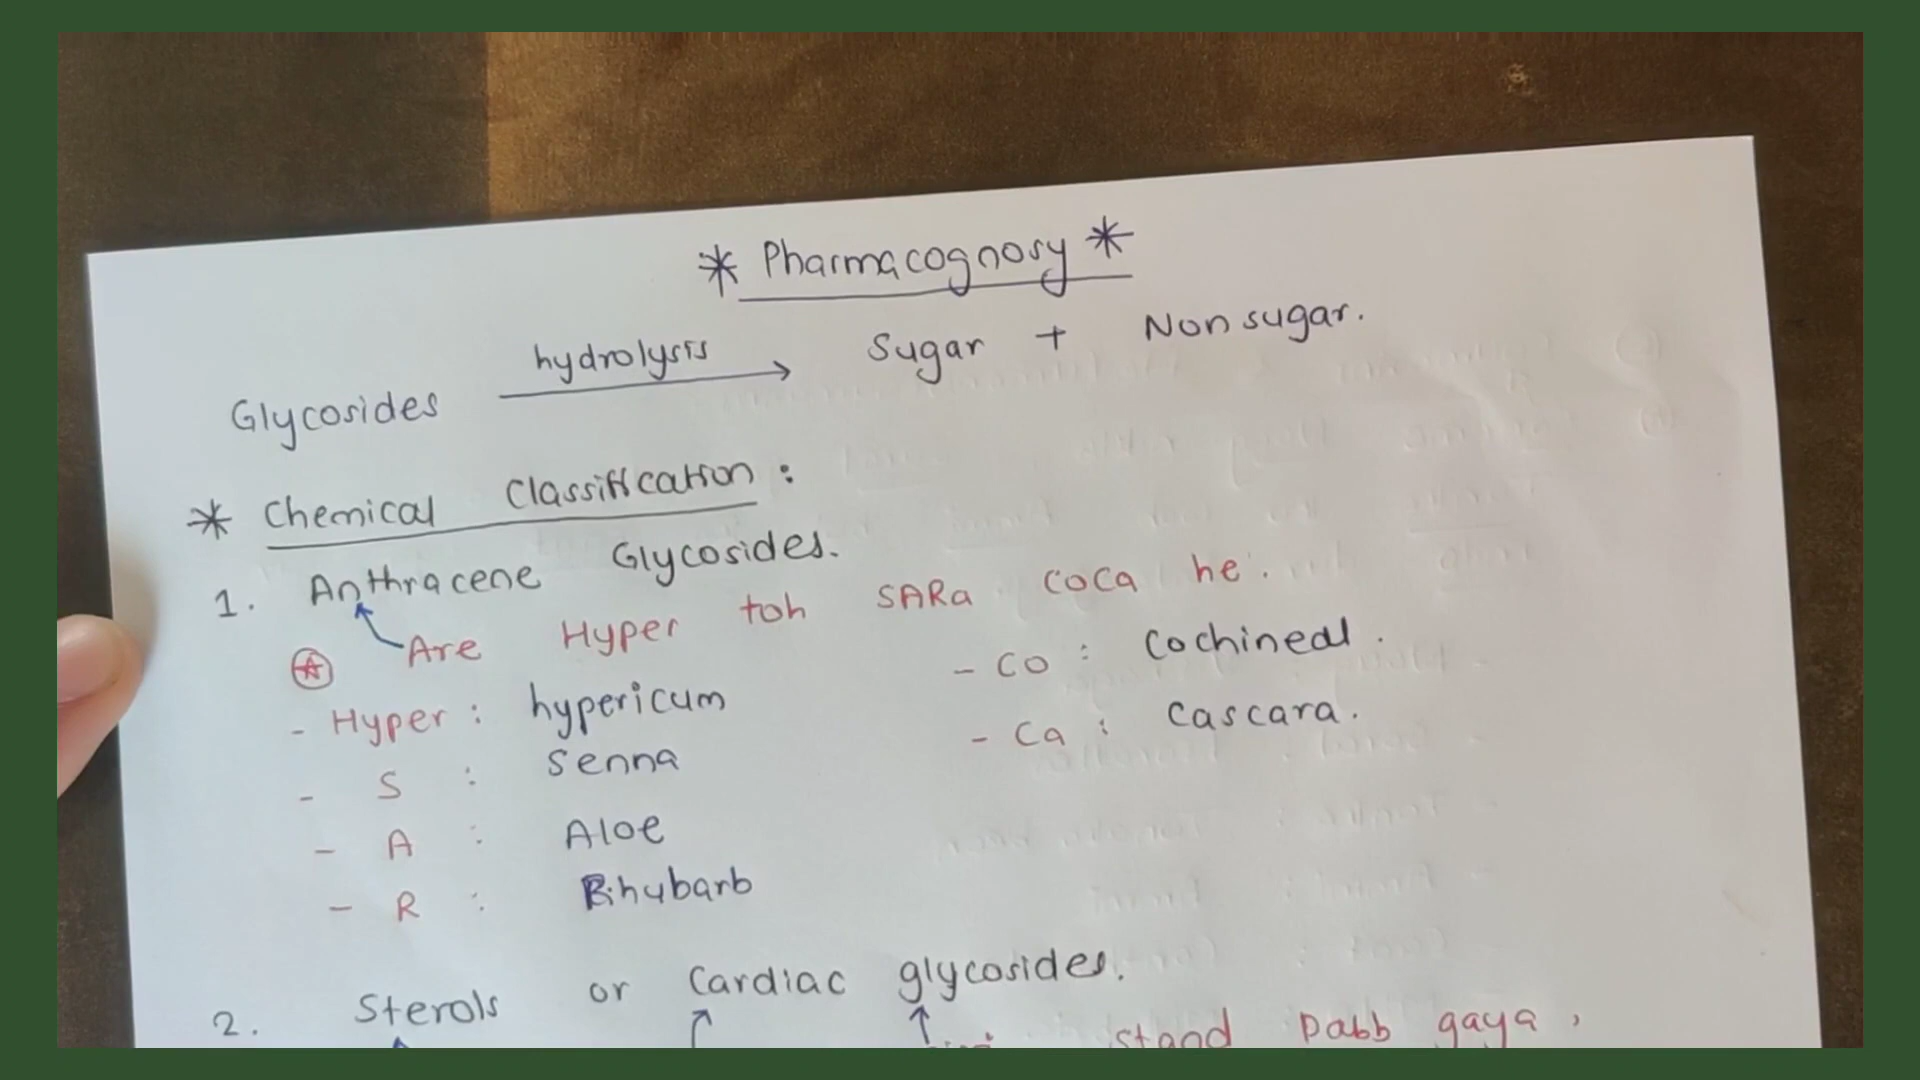 * Pharmacognosy *
Glycosides hydrolysis → Sugar + Non sugar.
* Chemical Classification :
1. Anthracene Glycosides.
Are Hyper toh SARa COCa he.
- Hyper : hypericum
- S : Senna
- A : Aloe
- R : Rhubarb
- CO : Cochineal.
- Ca : Cascara.
2. Sterols or Cardiac glycosides.
stand Dabb gaya,